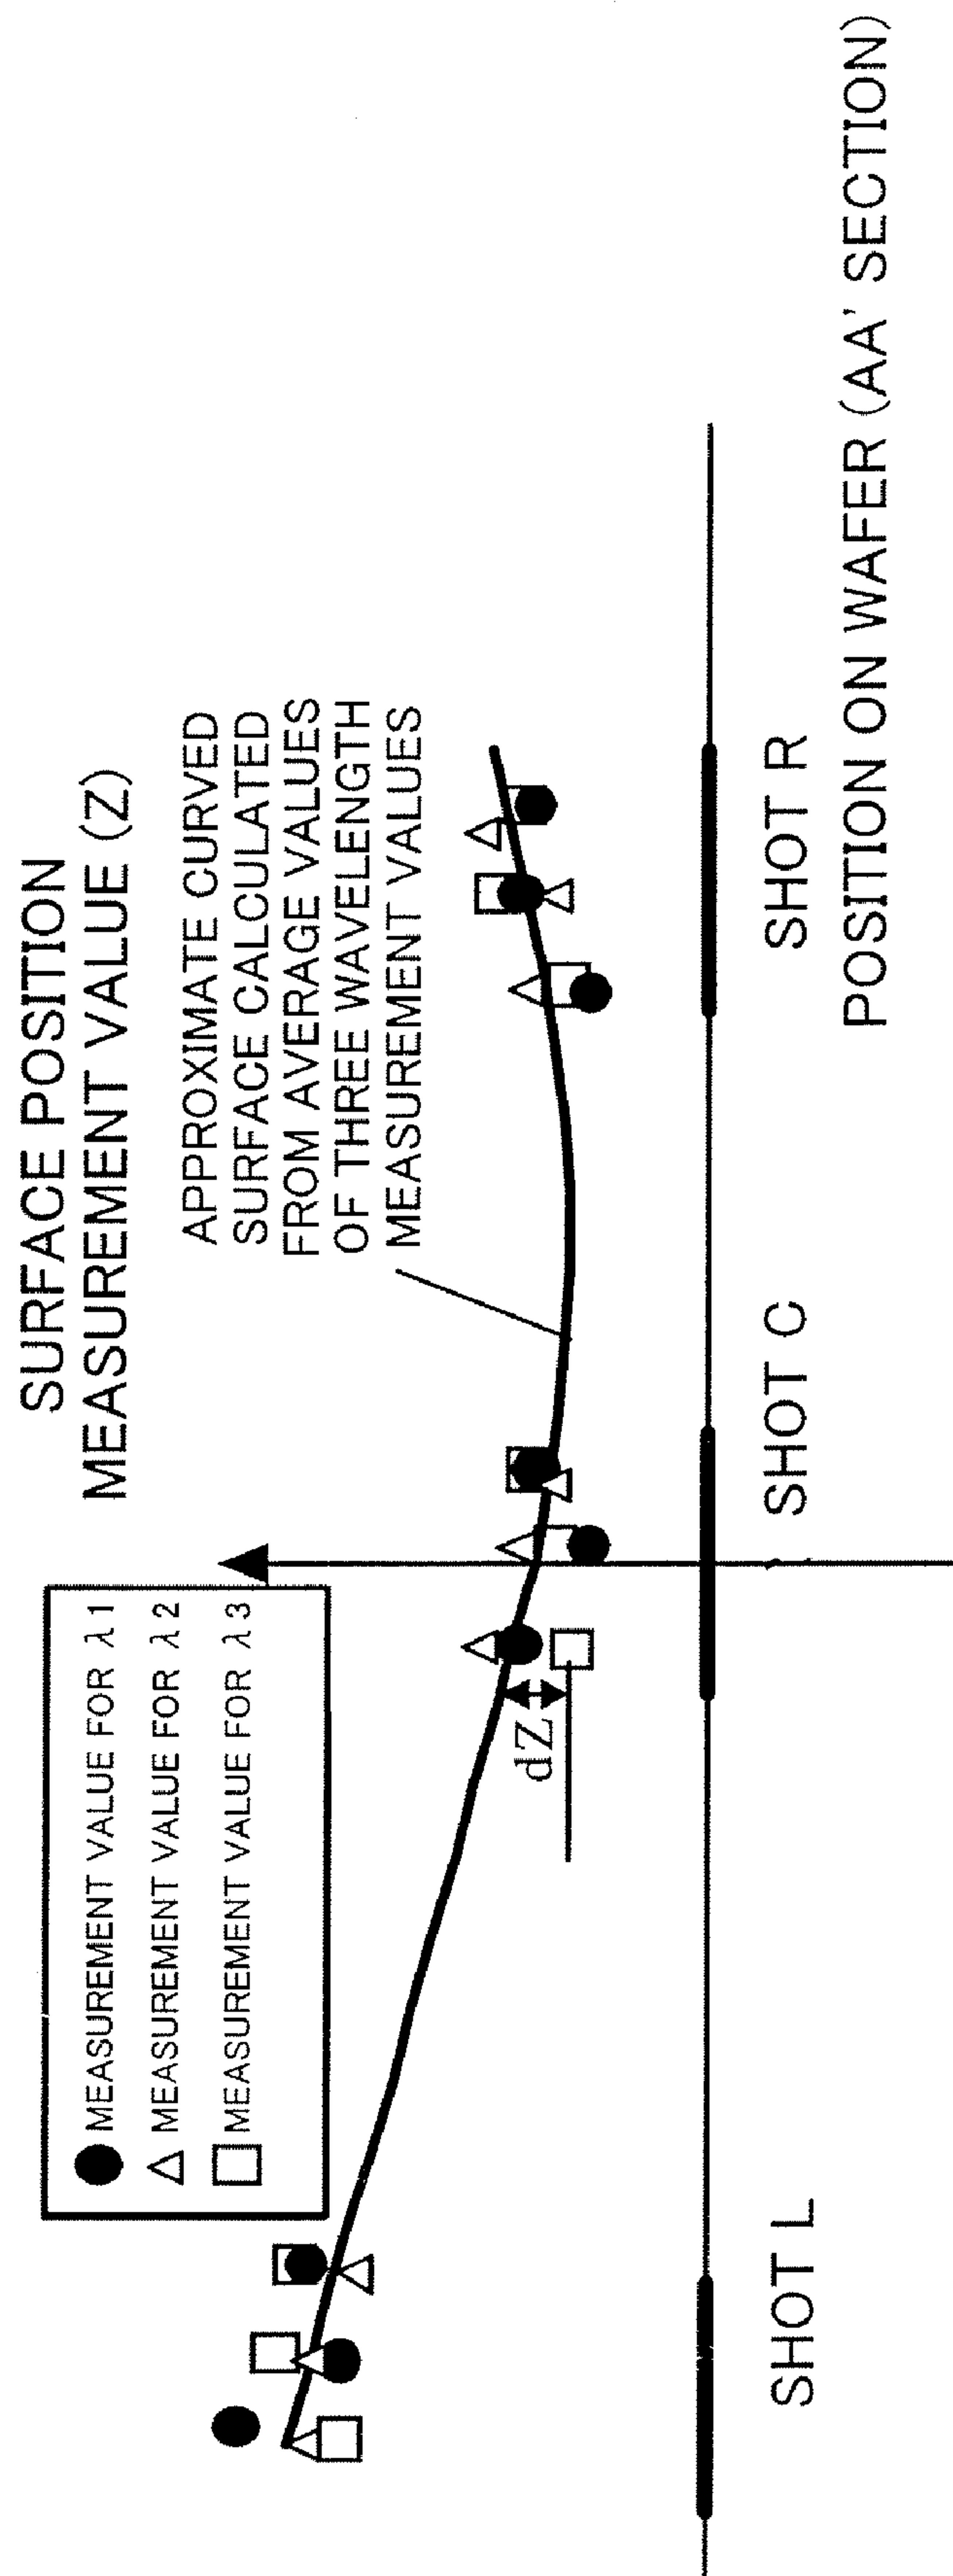 SURFACE POSITION
MEASUREMENT VALUE (Z)
MEASUREMENT VALUE FOR λ1
MEASUREMENT VALUE FOR λ2
MEASUREMENT VALUE FOR λ3
APPROXIMATE CURVED
SURFACE CALCULATED
FROM AVERAGE VALUES
OF THREE WAVELENGTH
MEASUREMENT VALUES
dZ
SHOT L
SHOT C
SHOT R
POSITION ON WAFER (AA' SECTION)